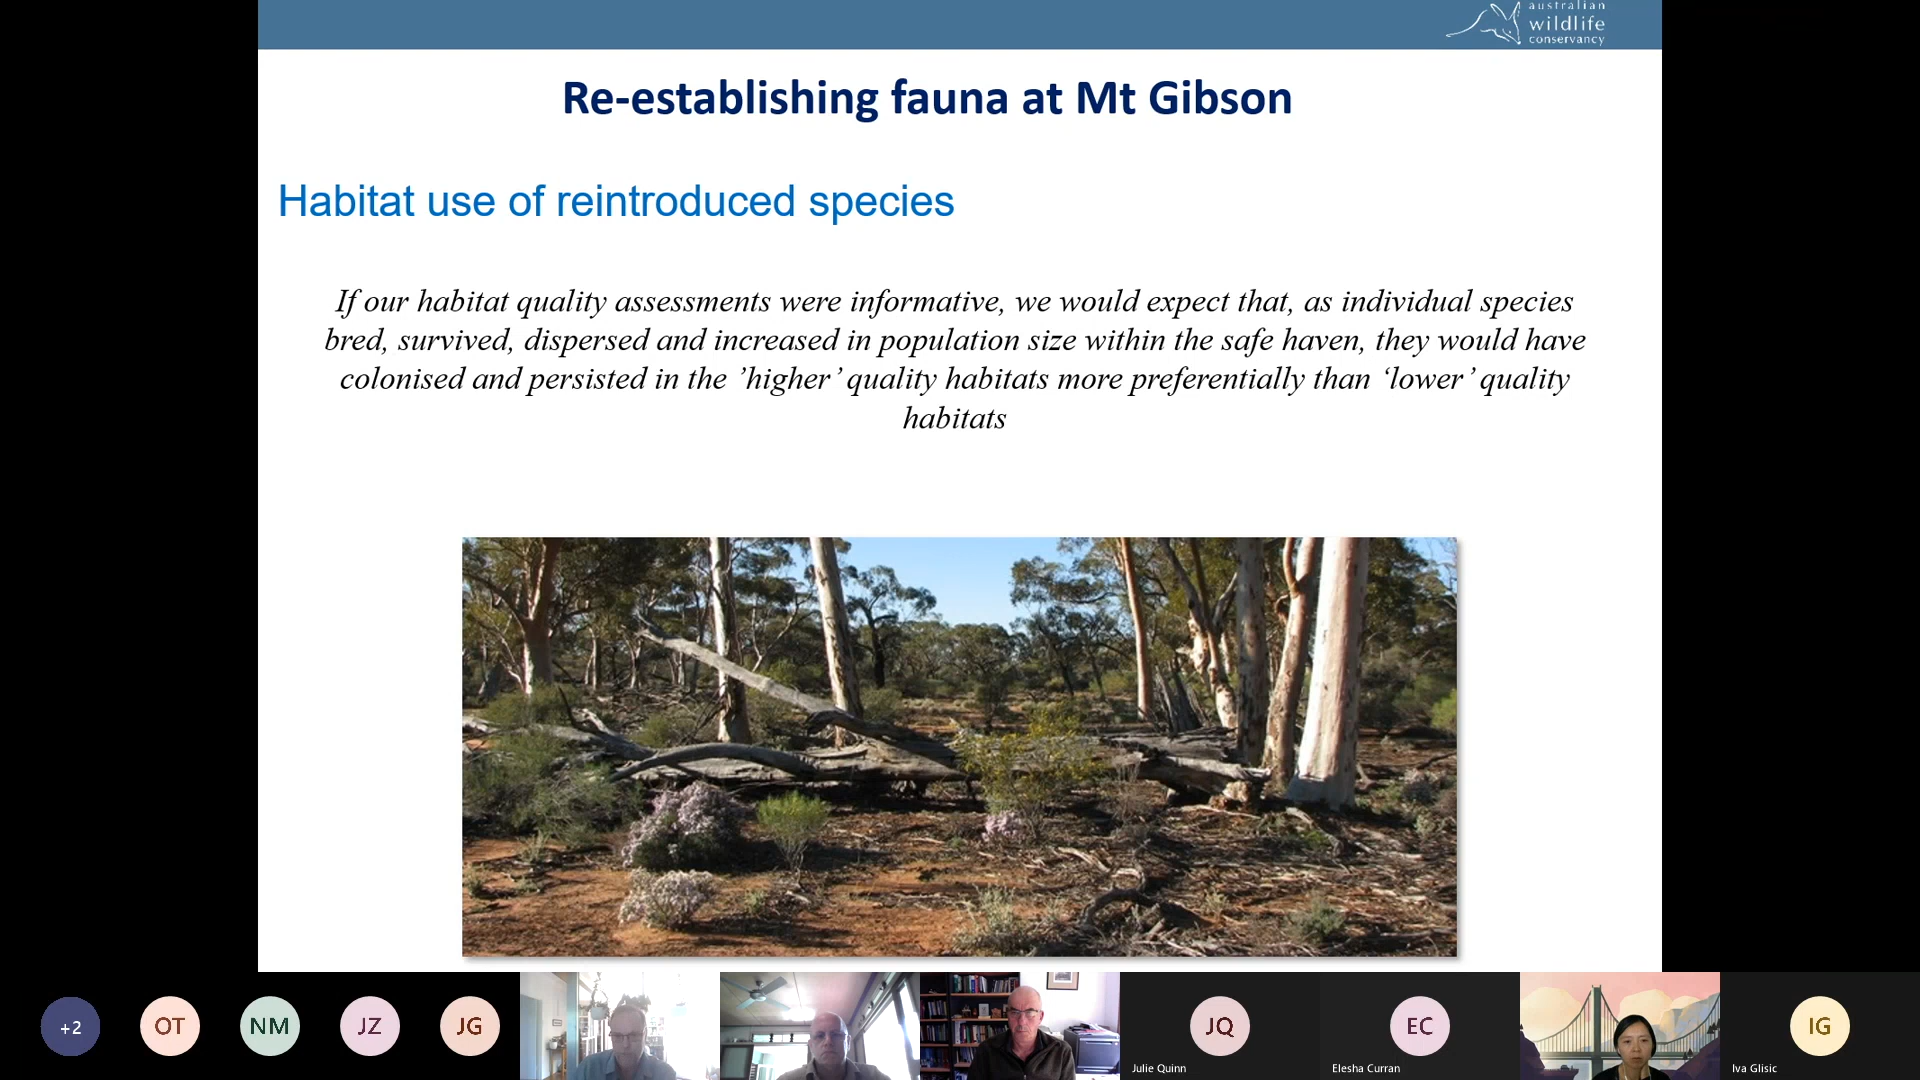 australian
wildlife
conservancy
Re-establishing fauna at Mt Gibson
Habitat use of reintroduced species
If our habitat quality assessments were informative, we would expect that, as individual species
bred, survived, dispersed and increased in population size within the safe haven, they would have
colonised and persisted in the ’higher’ quality habitats more preferentially than ‘lower’ quality
habitats
+2
OT
NM
JZ
JG
JQ
Julie Quinn
EC
Elesha Curran
IG
Iva Glisic